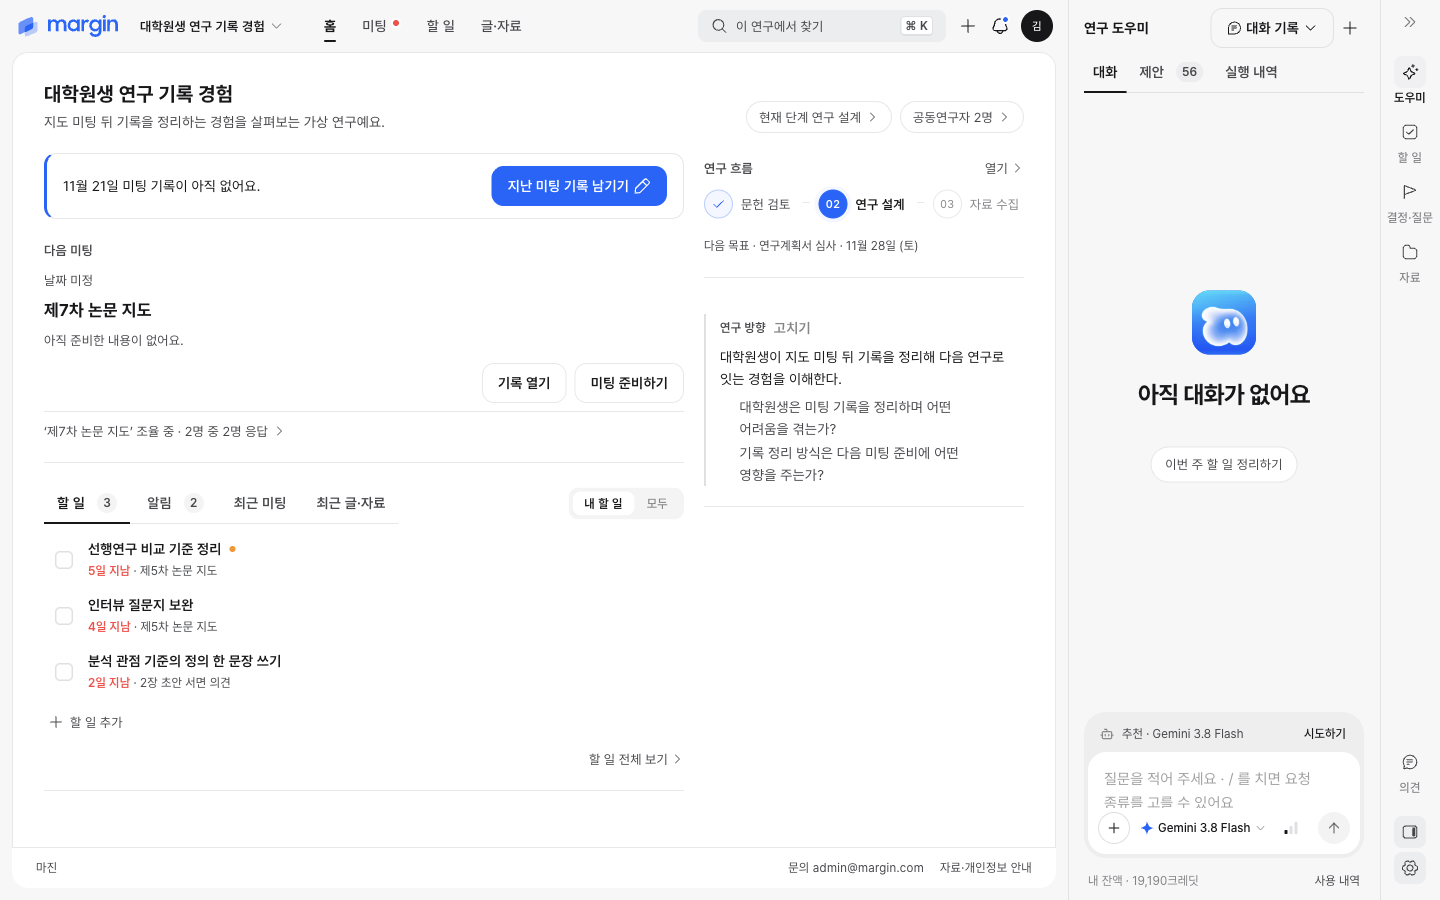 margin
대학원생 연구 기록 경험
홈
미팅
할 일
글·자료
이 연구에서 찾기
⌘ K
김
대학원생 연구 기록 경험
지도 미팅 뒤 기록을 정리하는 경험을 살펴보는 가상 연구예요.
현재 단계 연구 설계
공동연구자 2명
11월 21일 미팅 기록이 아직 없어요.
지난 미팅 기록 남기기
다음 미팅
날짜 미정
제7차 논문 지도
아직 준비한 내용이 없어요.
기록 열기
미팅 준비하기
‘제7차 논문 지도’ 조율 중 · 2명 중 2명 응답
할 일 3
알림 2
최근 미팅
최근 글·자료
내 할 일
모두
선행연구 비교 기준 정리
5일 지남 · 제5차 논문 지도
인터뷰 질문지 보완
4일 지남 · 제5차 논문 지도
분석 관점 기준의 정의 한 문장 쓰기
2일 지남 · 2장 초안 서면 의견
할 일 추가
할 일 전체 보기
연구 흐름
열기
문헌 검토
02 연구 설계
03 자료 수집
다음 목표 · 연구계획서 심사 · 11월 28일 (토)
연구 방향 고치기
대학원생이 지도 미팅 뒤 기록을 정리해 다음 연구로
잇는 경험을 이해한다.
대학원생은 미팅 기록을 정리하며 어떤
어려움을 겪는가?
기록 정리 방식은 다음 미팅 준비에 어떤
영향을 주는가?
마진
문의 admin@margin.com
자료·개인정보 안내
연구 도우미
대화 기록
대화
제안 56
실행 내역
아직 대화가 없어요
이번 주 할 일 정리하기
추천 · Gemini 3.8 Flash
시도하기
질문을 적어 주세요 · / 를 치면 요청
종류를 고를 수 있어요
Gemini 3.8 Flash
내 잔액 · 19,190크레딧
사용 내역
도우미
할 일
결정·질문
자료
의견